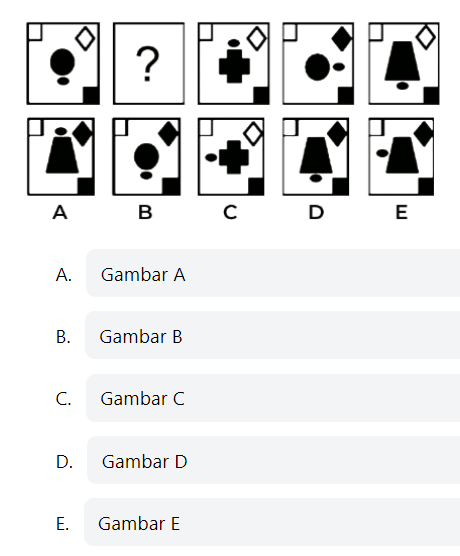 ?
A B C D E
A. Gambar A
B. Gambar B
C. Gambar C
D. Gambar D
E. Gambar E